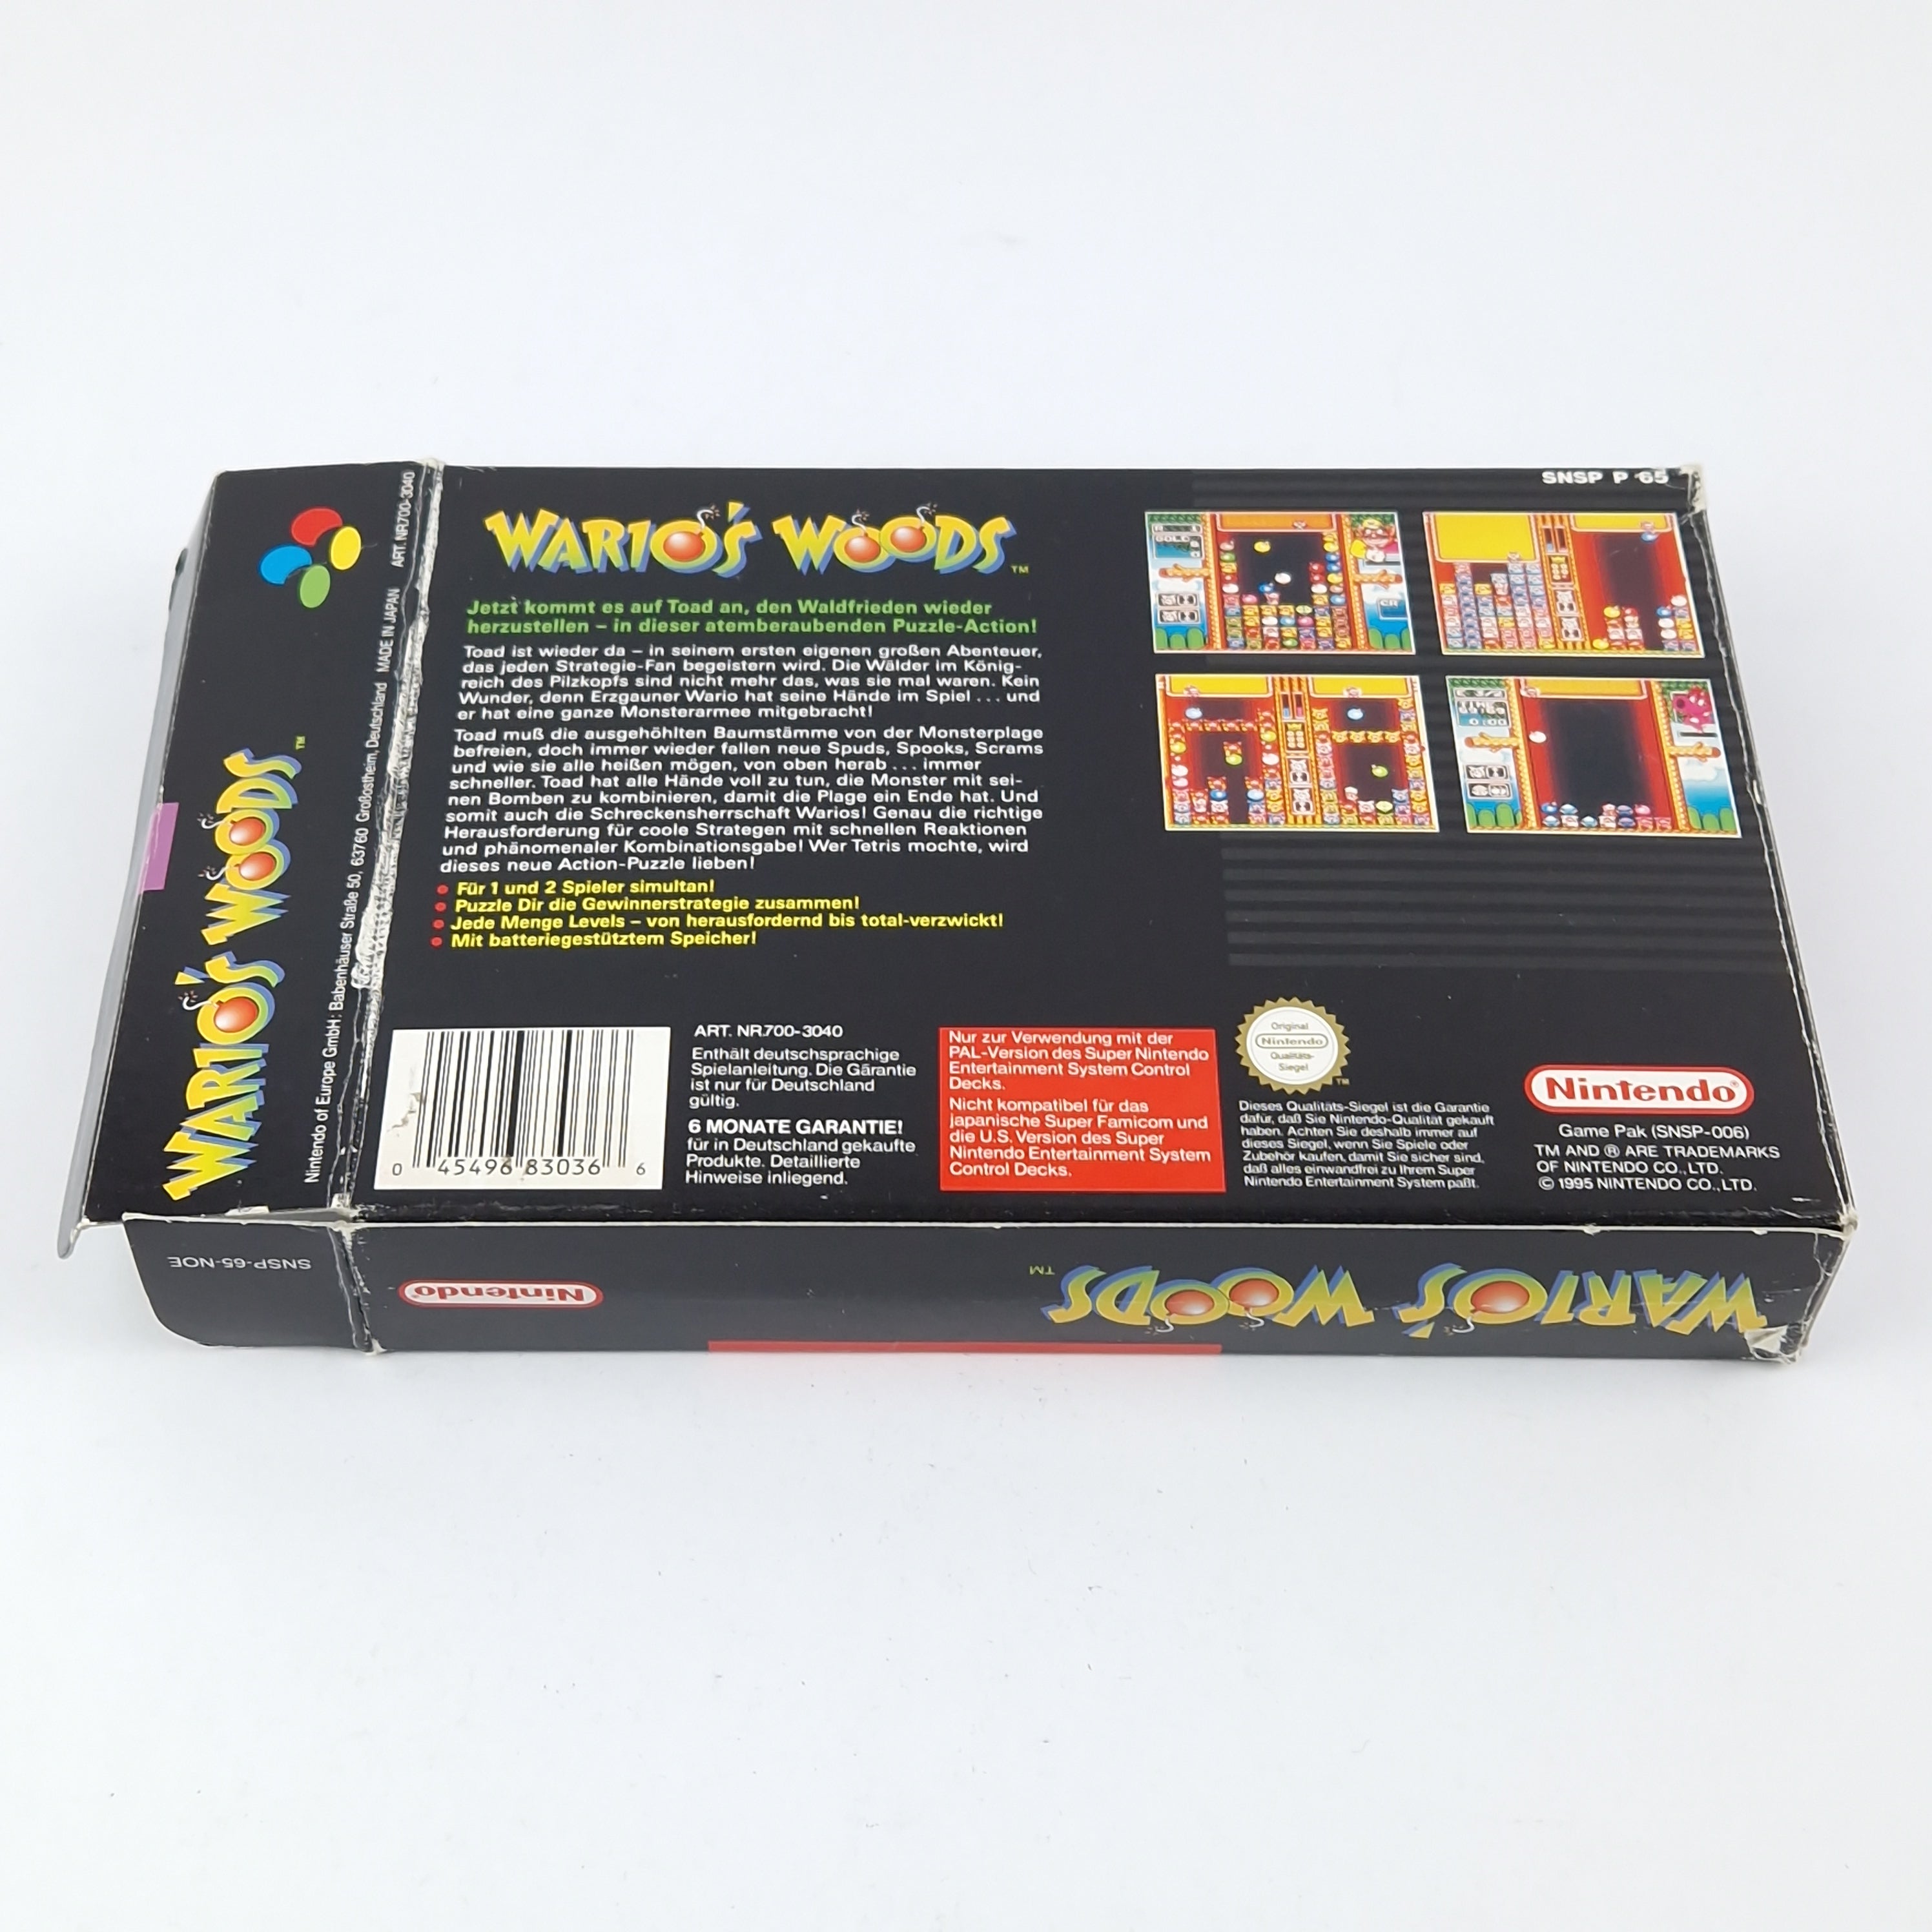 SNSP P 65
WARIO'S WOODS™
Jetzt kommt es auf Toad an, den Waldfrieden wieder
herzustellen – in dieser atemberaubenden Puzzle-Action!
Toad ist wieder da – in seinem ersten eigenen großen Abenteuer,
das jeden Strategie-Fan begeistern wird. Die Wälder im König-
reich des Pilzkopfs sind nicht mehr das, was sie mal waren. Kein
Wunder, denn Erzgauner Wario hat seine Hände im Spiel ... und
er hat eine ganze Monsterarmee mitgebracht!
Toad muß die ausgehöhlten Baumstämme von der Monsterplage
befreien, doch immer wieder fallen neue Spuds, Spooks, Scrams
und wie sie alle heißen mögen, von oben herab ... immer
schneller. Toad hat alle Hände voll zu tun, die Monster mit sei-
nen Bomben zu kombinieren, damit die Plage ein Ende hat. Und
somit auch die Schreckensherrschaft Warios! Genau die richtige
Herausforderung für coole Strategen mit schnellen Reaktionen
und phänomenaler Kombinationsgabe! Wer Tetris mochte, wird
dieses neue Action-Puzzle lieben!
Für 1 und 2 Spieler simultan!
Puzzle Dir die Gewinnerstrategie zusammen!
Jede Menge Levels – von herausfordernd bis total-verzwickt!
Mit batteriegestütztem Speicher!
0 45496 83036 6
ART. NR.700-3040
Enthält deutschsprachige
Spielanleitung. Die Garantie
ist nur für Deutschland
gültig.
6 MONATE GARANTIE!
für in Deutschland gekaufte
Produkte. Detaillierte
Hinweise inliegend.
Nur zur Verwendung mit der
PAL-Version des Super Nintendo
Entertainment System Control
Decks.
Nicht kompatibel für das
japanische Super Famicom und
die U.S. Version des Super
Nintendo Entertainment System
Control Decks.
Original
Nintendo
Qualitäts-
Siegel
TM
Dieses Qualitäts-Siegel ist die Garantie
dafür, daß Sie Nintendo-Qualität gekauft
haben. Achten Sie deshalb immer auf
dieses Siegel, wenn Sie Spiele oder
Zubehör kaufen, damit Sie sicher sind,
daß alles einwandfrei zu Ihrem Super
Nintendo Entertainment System paßt.
Nintendo®
Game Pak (SNSP-006)
TM AND ® ARE TRADEMARKS
OF NINTENDO CO., LTD.
© 1995 NINTENDO CO., LTD.
WARIO'S WOODS™
Nintendo of Europe GmbH; Babenhäuser Straße 50, 63760 Großostheim, Deutschland MADE IN JAPAN ART. NR700-3040
SNSP-65-NOE
Nintendo
WARIO'S WOODS™